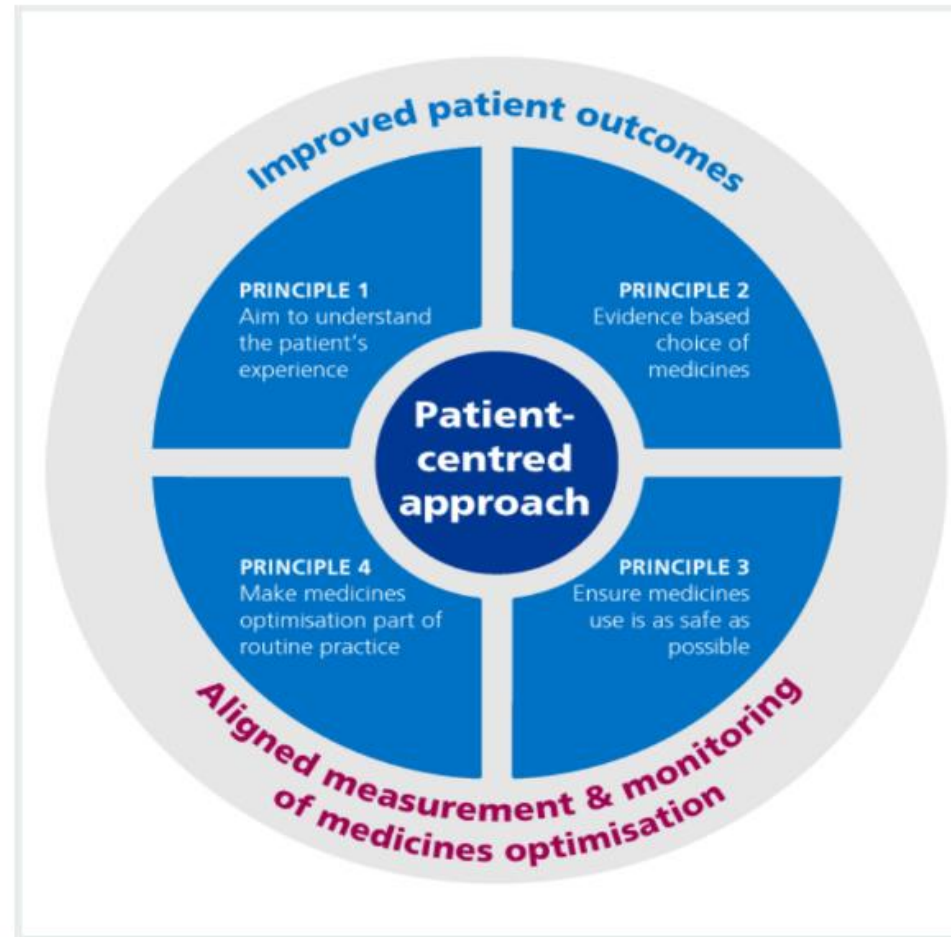 Improved patient outcomes
PRINCIPLE 1
Aim to understand
the patient's
experience
PRINCIPLE 2
Evidence based
choice of
medicines
Patient-
centred
approach
PRINCIPLE 4
Make medicines
optimisation part of
routine practice
PRINCIPLE 3
Ensure medicines
use is as safe as
possible
Aligned measurement & monitoring
of medicines optimisation